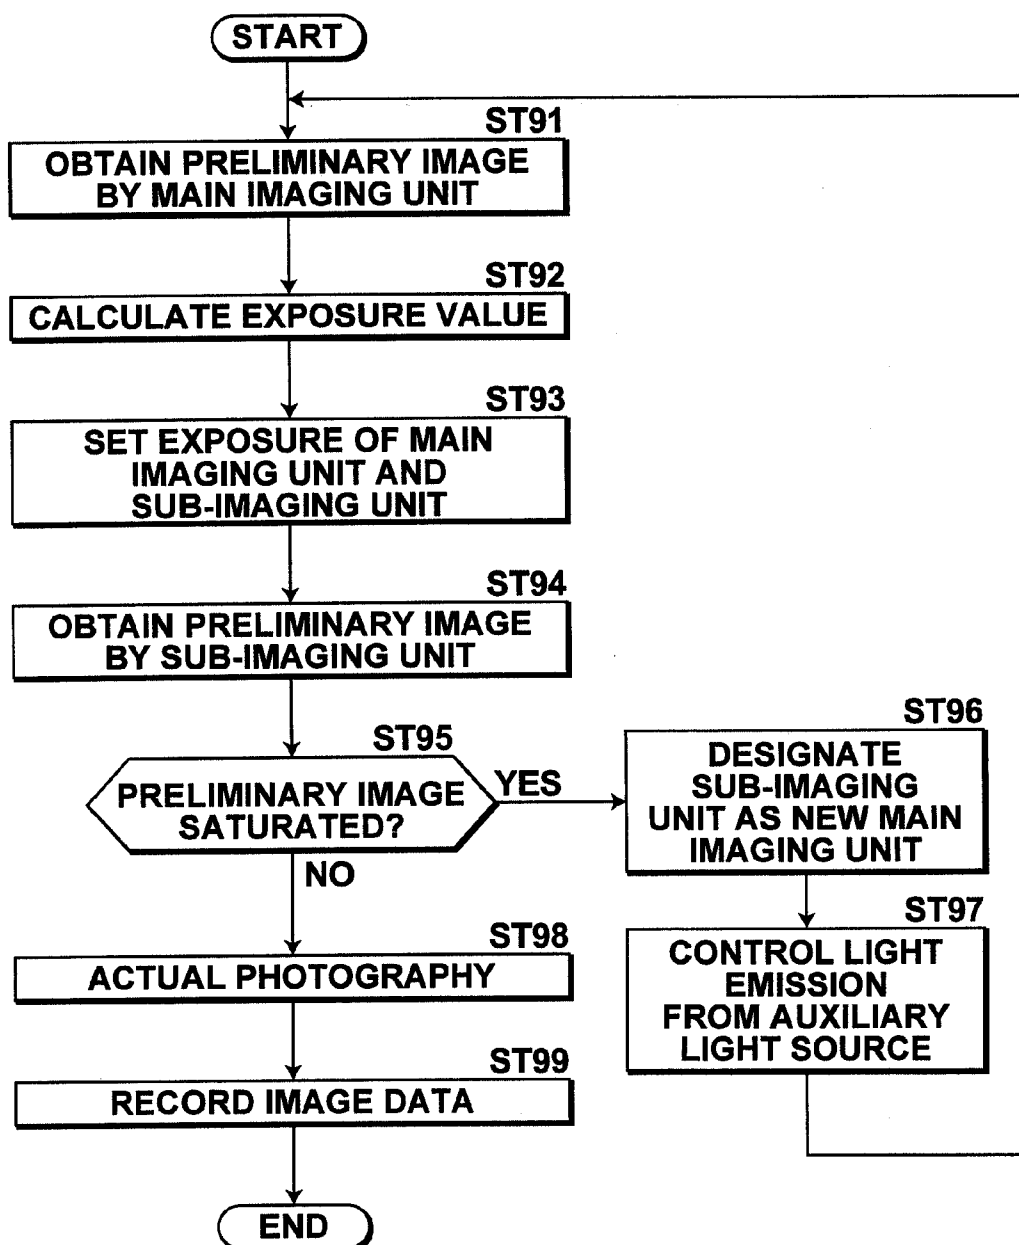 START
ST91
OBTAIN PRELIMINARY IMAGE
BY MAIN IMAGING UNIT
ST92
CALCULATE EXPOSURE VALUE
ST93
SET EXPOSURE OF MAIN
IMAGING UNIT AND
SUB-IMAGING UNIT
ST94
OBTAIN PRELIMINARY IMAGE
BY SUB-IMAGING UNIT
ST95
PRELIMINARY IMAGE
SATURATED?
YES
NO
ST96
DESIGNATE
SUB-IMAGING
UNIT AS NEW MAIN
IMAGING UNIT
ST97
CONTROL LIGHT
EMISSION
FROM AUXILIARY
LIGHT SOURCE
ST98
ACTUAL PHOTOGRAPHY
ST99
RECORD IMAGE DATA
END